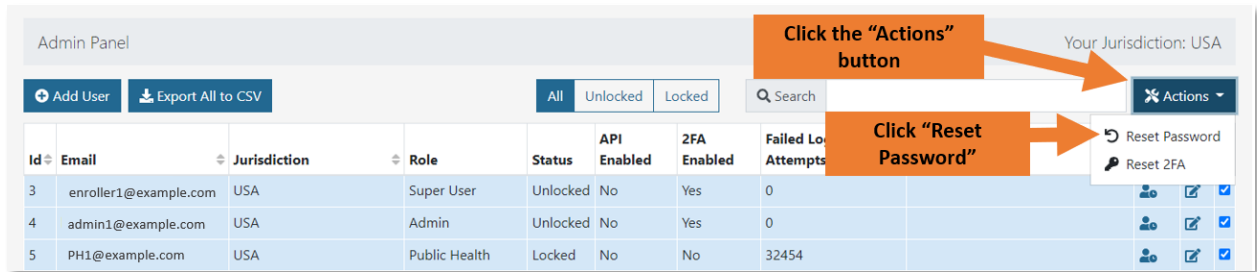 Admin Panel
Click the “Actions”
button
Your Jurisdiction: USA
Add User
Export All to CSV
All
Unlocked
Locked
Search
Actions
Click “Reset
Password”
Reset Password
Reset 2FA
Id
Email
Jurisdiction
Role
Status
API
Enabled
2FA
Enabled
Failed Lo
Attempts
3 enroller1@example.com USA Super User Unlocked No Yes 0
4 admin1@example.com USA Admin Unlocked No Yes 0
5 PH1@example.com USA Public Health Locked No No 32454